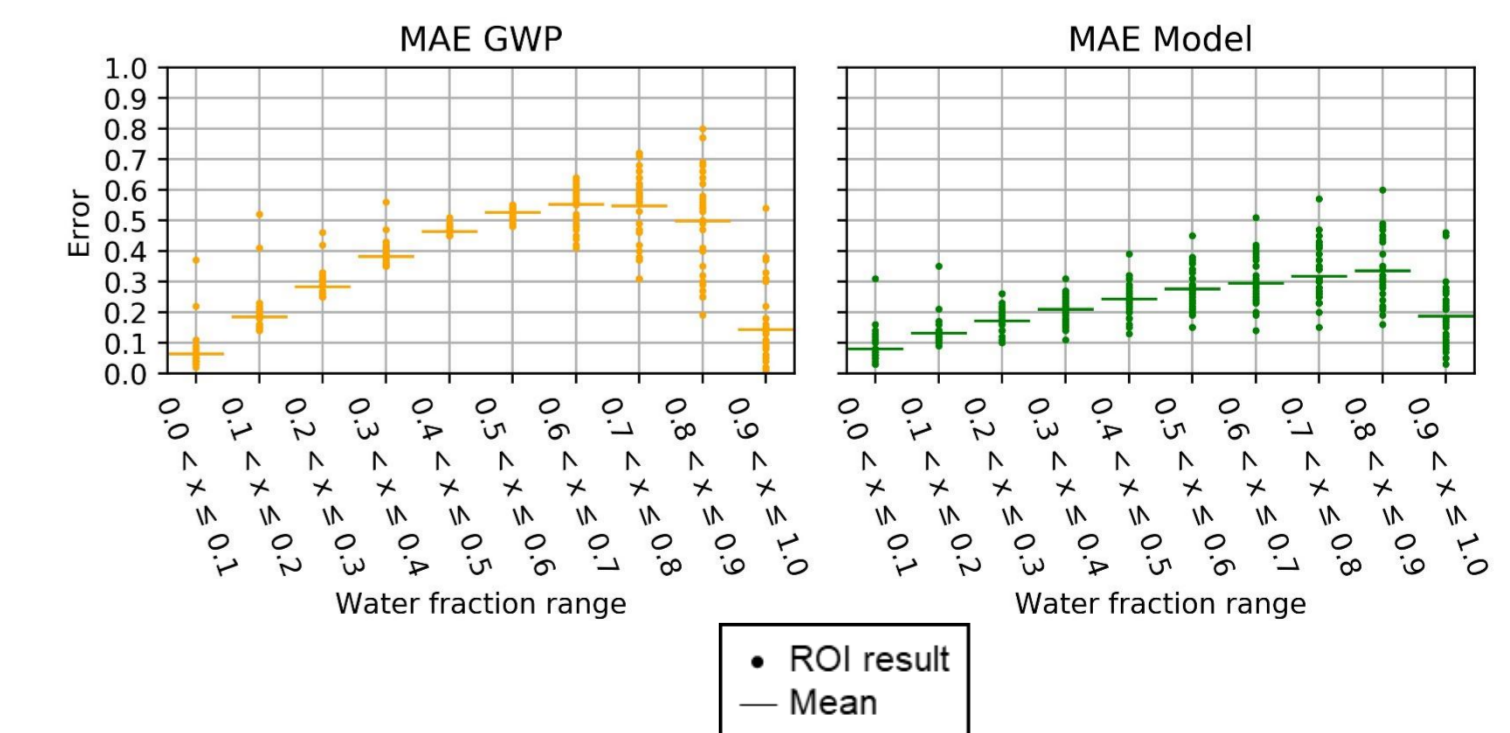 MAE GWP
1.0
0.9
0.8
0.7
0.6
0.5
0.4
0.3
0.2
0.1
0.0
Error
0.0 < x ≤ 0.1
0.1 < x ≤ 0.2
0.2 < x ≤ 0.3
0.3 < x ≤ 0.4
0.4 < x ≤ 0.5
0.5 < x ≤ 0.6
0.6 < x ≤ 0.7
0.7 < x ≤ 0.8
0.8 < x ≤ 0.9
0.9 < x ≤ 1.0
Water fraction range
MAE Model
0.0 < x ≤ 0.1
0.1 < x ≤ 0.2
0.2 < x ≤ 0.3
0.3 < x ≤ 0.4
0.4 < x ≤ 0.5
0.5 < x ≤ 0.6
0.6 < x ≤ 0.7
0.7 < x ≤ 0.8
0.8 < x ≤ 0.9
0.9 < x ≤ 1.0
Water fraction range
ROI result
Mean